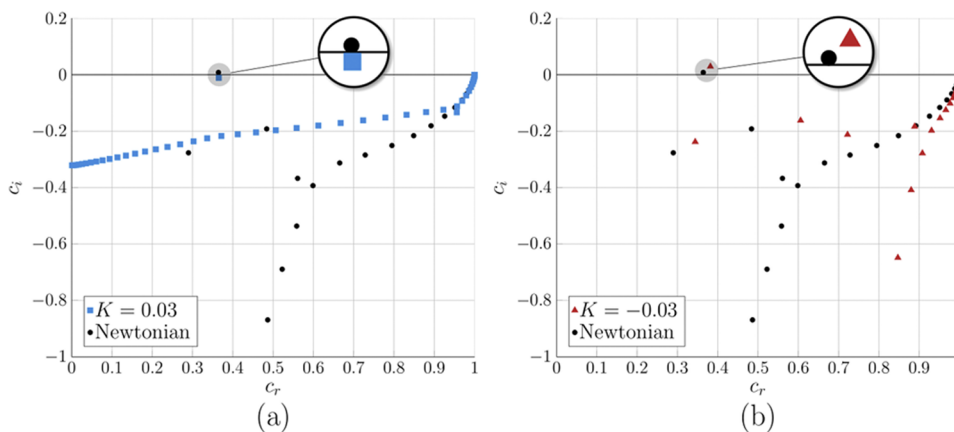 0.2
0
−0.2
−0.4
−0.6
−0.8
−1
c_i
0 0.1 0.2 0.3 0.4 0.5 0.6 0.7 0.8 0.9 1
c_r
K = 0.03
Newtonian
(a)
0.2
0
−0.2
−0.4
−0.6
−0.8
−1
c_i
0 0.1 0.2 0.3 0.4 0.5 0.6 0.7 0.8 0.9
c_r
K = −0.03
Newtonian
(b)